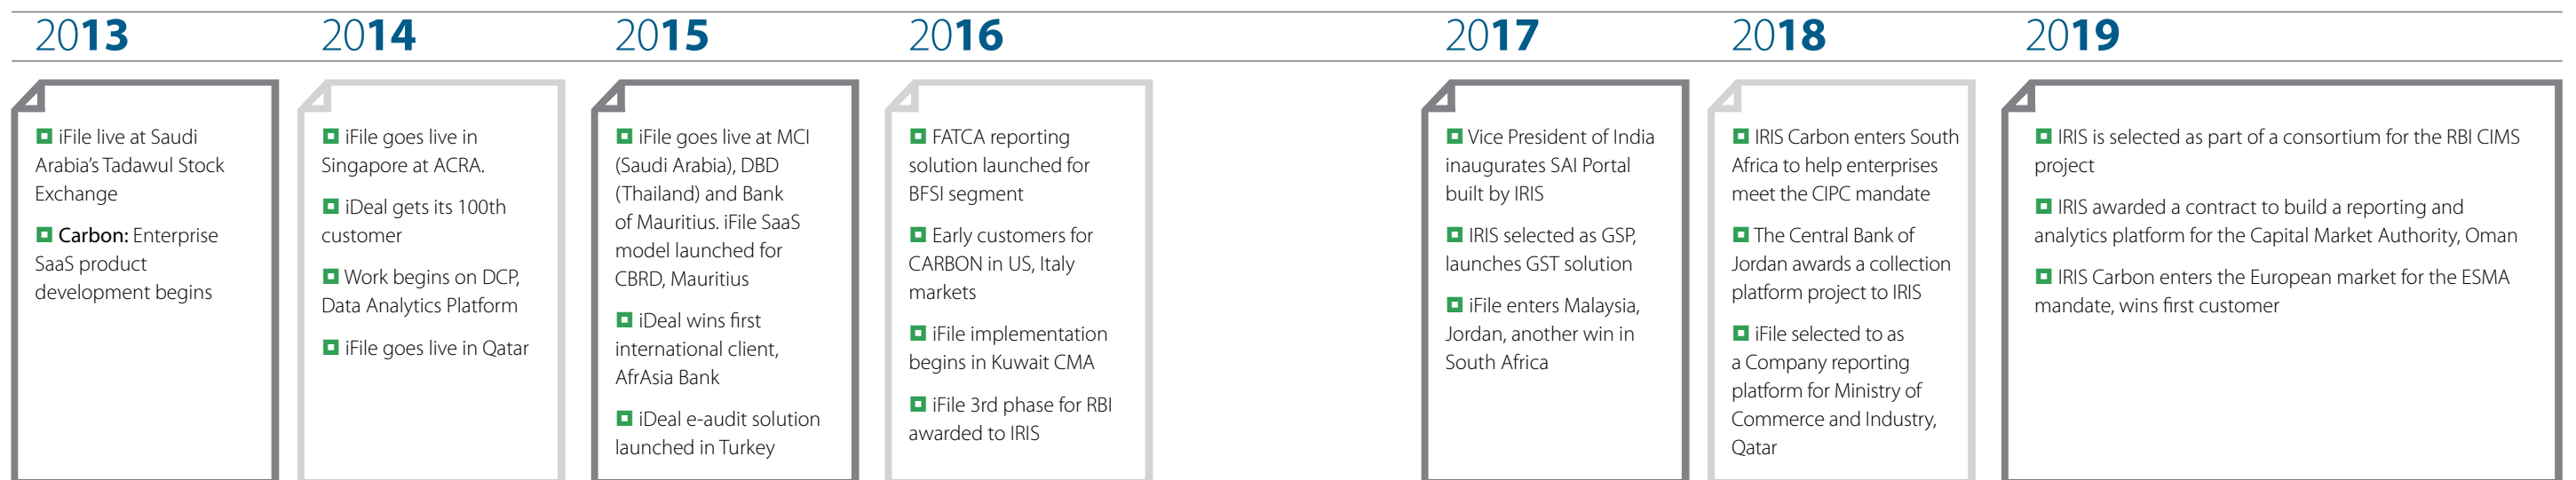 2013
iFile live at Saudi
Arabia’s Tadawul Stock
Exchange
Carbon: Enterprise
SaaS product
development begins
2014
iFile goes live in
Singapore at ACRA.
iDeal gets its 100th
customer
Work begins on DCP,
Data Analytics Platform
iFile goes live in Qatar
2015
iFile goes live at MCI
(Saudi Arabia), DBD
(Thailand) and Bank
of Mauritius. iFile SaaS
model launched for
CBRD, Mauritius
iDeal wins first
international client,
AfrAsia Bank
iDeal e-audit solution
launched in Turkey
2016
FATCA reporting
solution launched for
BFSI segment
Early customers for
CARBON in US, Italy
markets
iFile implementation
begins in Kuwait CMA
iFile 3rd phase for RBI
awarded to IRIS
2017
Vice President of India
inaugurates SAI Portal
built by IRIS
IRIS selected as GSP,
launches GST solution
iFile enters Malaysia,
Jordan, another win in
South Africa
2018
IRIS Carbon enters South
Africa to help enterprises
meet the CIPC mandate
The Central Bank of
Jordan awards a collection
platform project to IRIS
iFile selected to as
a Company reporting
platform for Ministry of
Commerce and Industry,
Qatar
2019
IRIS is selected as part of a consortium for the RBI CIMS
project
IRIS awarded a contract to build a reporting and
analytics platform for the Capital Market Authority, Oman
IRIS Carbon enters the European market for the ESMA
mandate, wins first customer